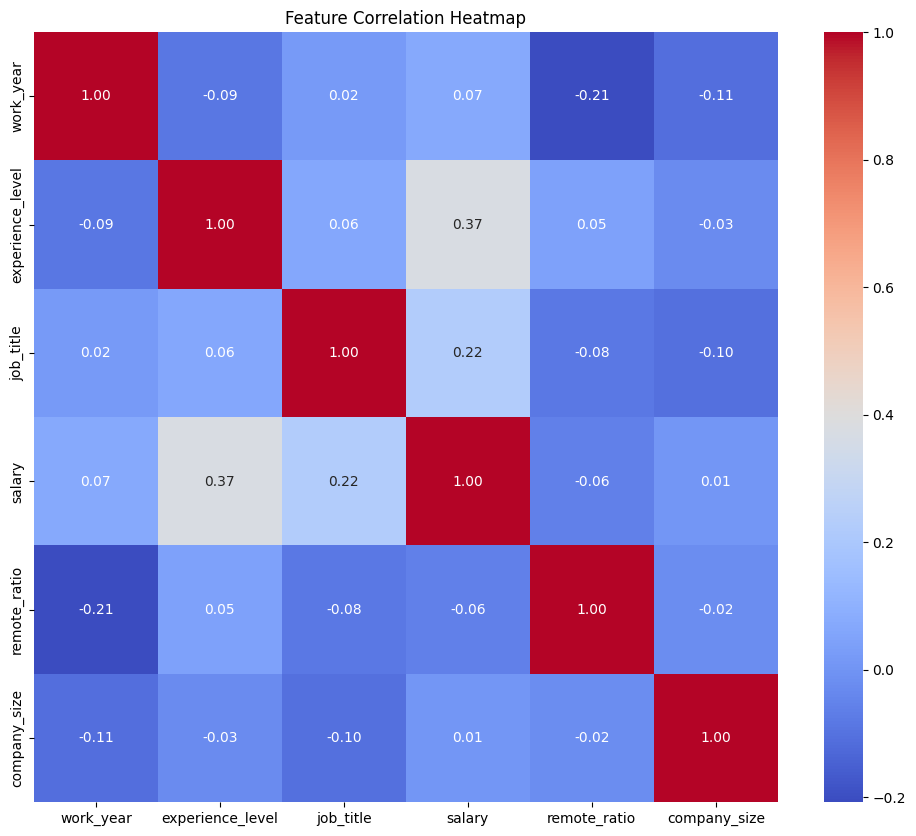 Feature Correlation Heatmap
work_year 1.00 -0.09 0.02 0.07 -0.21 -0.11
experience_level -0.09 1.00 0.06 0.37 0.05 -0.03
job_title 0.02 0.06 1.00 0.22 -0.08 -0.10
salary 0.07 0.37 0.22 1.00 -0.06 0.01
remote_ratio -0.21 0.05 -0.08 -0.06 1.00 -0.02
company_size -0.11 -0.03 -0.10 0.01 -0.02 1.00
work_year experience_level job_title salary remote_ratio company_size
1.0
0.8
0.6
0.4
0.2
0.0
−0.2